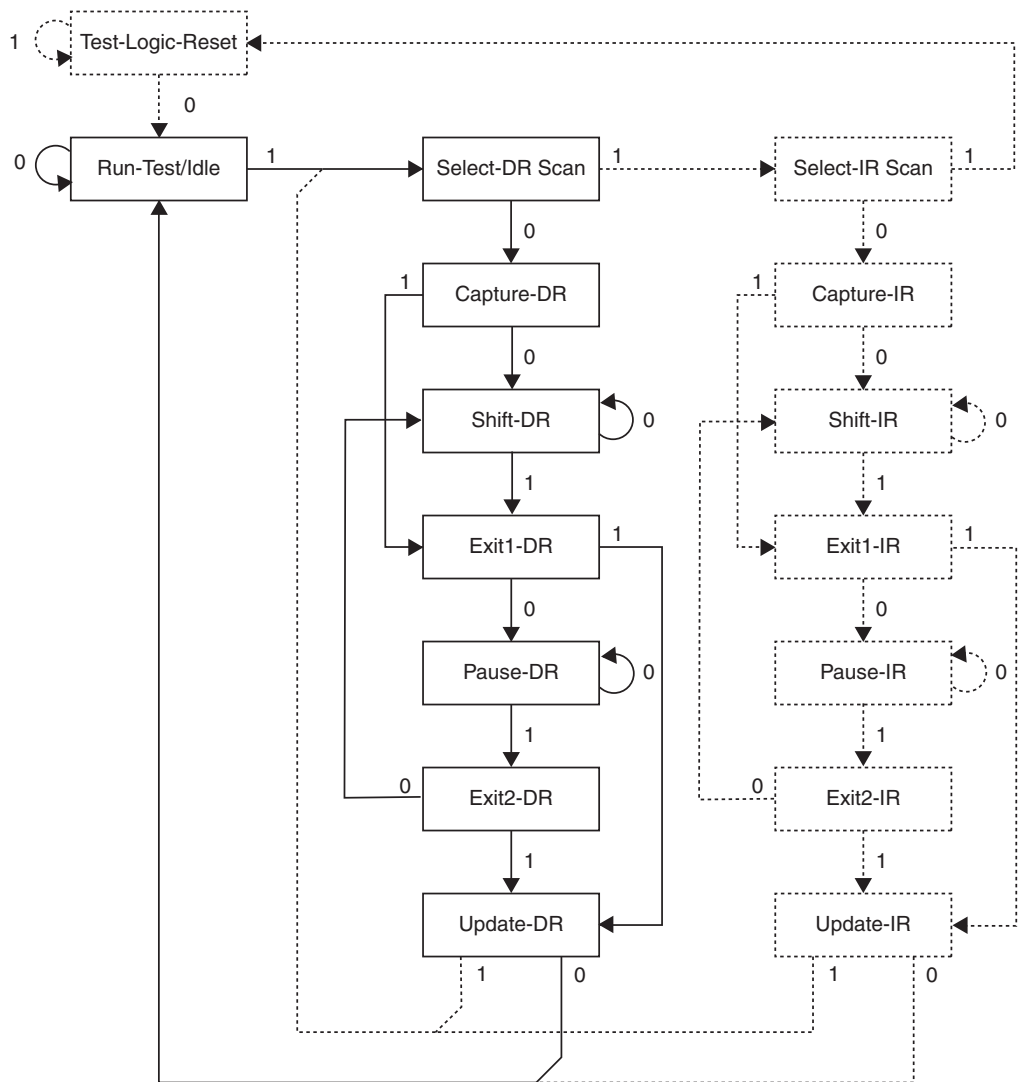 1
Test-Logic-Reset
0
0
Run-Test/Idle
1
Select-DR Scan
1
Select-IR Scan
1
0
0
1
Capture-DR
1
Capture-IR
0
0
Shift-DR
0
Shift-IR
0
1
1
Exit1-DR
1
Exit1-IR
1
0
0
Pause-DR
0
Pause-IR
0
1
1
0
Exit2-DR
0
Exit2-IR
1
1
Update-DR
Update-IR
1
0
1
0